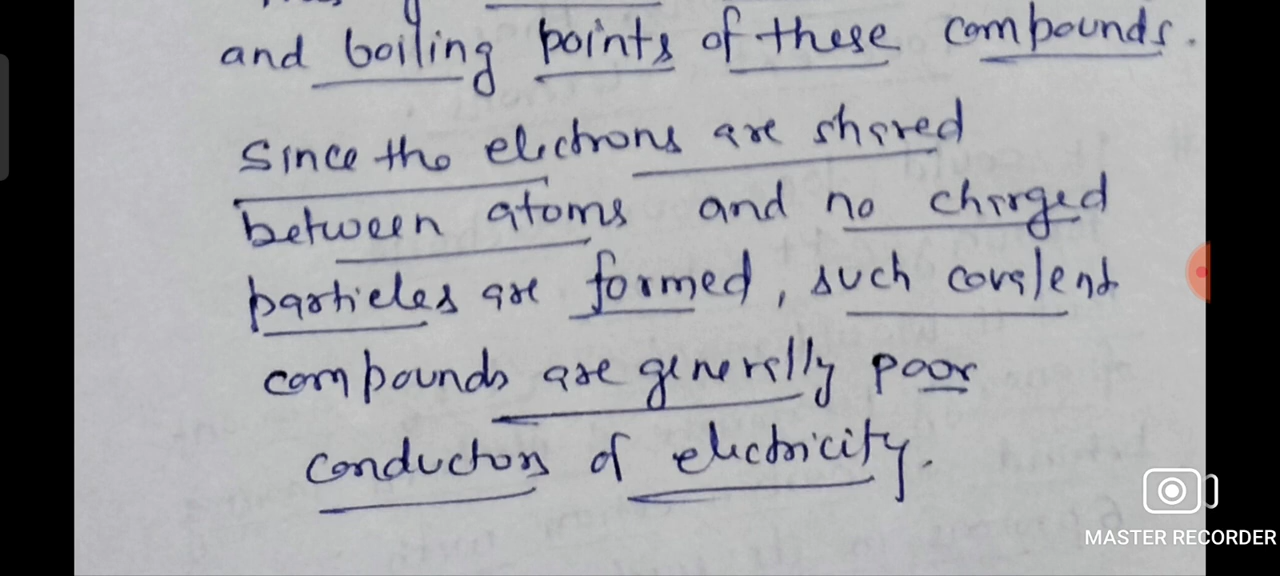 and boiling points of these compounds.
Since the electrons are shared
between atoms and no charged
particles are formed, such covalent
compounds are generally poor
conductors of electricity.
MASTER RECORDER